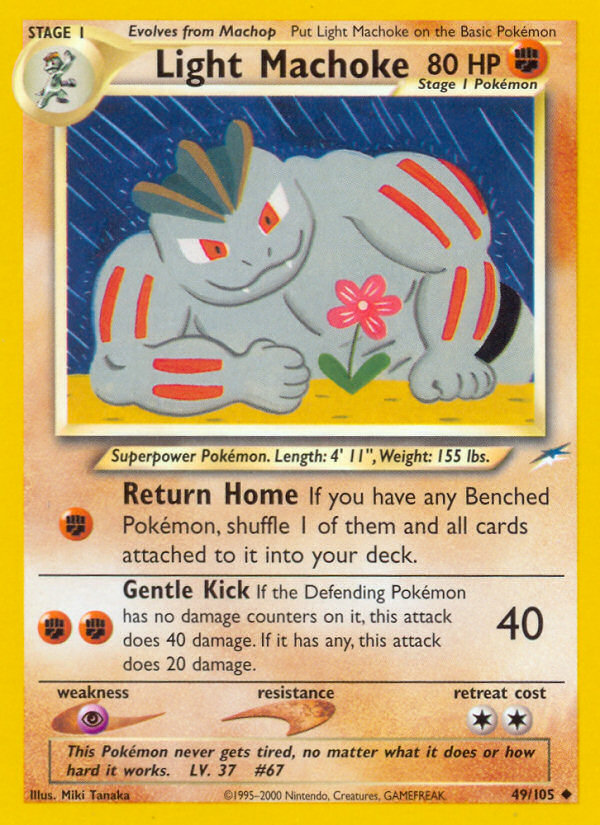 STAGE 1 Evolves from Machop Put Light Machoke on the Basic Pokémon
Light Machoke 80 HP
Stage 1 Pokémon
Superpower Pokémon. Length: 4' 11", Weight: 155 lbs.
Return Home If you have any Benched
Pokémon, shuffle 1 of them and all cards
attached to it into your deck.
Gentle Kick If the Defending Pokémon
has no damage counters on it, this attack
does 40 damage. If it has any, this attack
does 20 damage.
40
weakness resistance retreat cost
This Pokémon never gets tired, no matter what it does or how
hard it works. LV. 37 #67
Illus. Miki Tanaka ©1995–2000 Nintendo, Creatures, GAMEFREAK 49/105